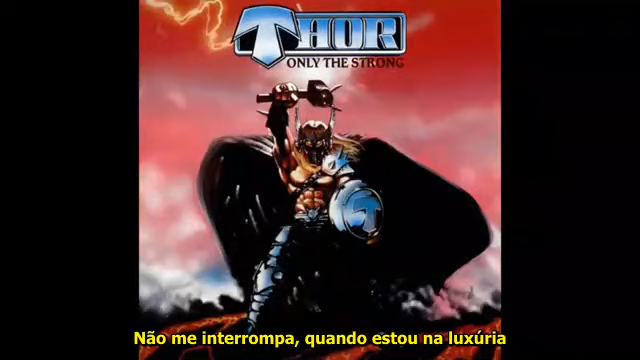 THOR
ONLY THE STRONG
T
Não me interrompa, quando estou na luxúria